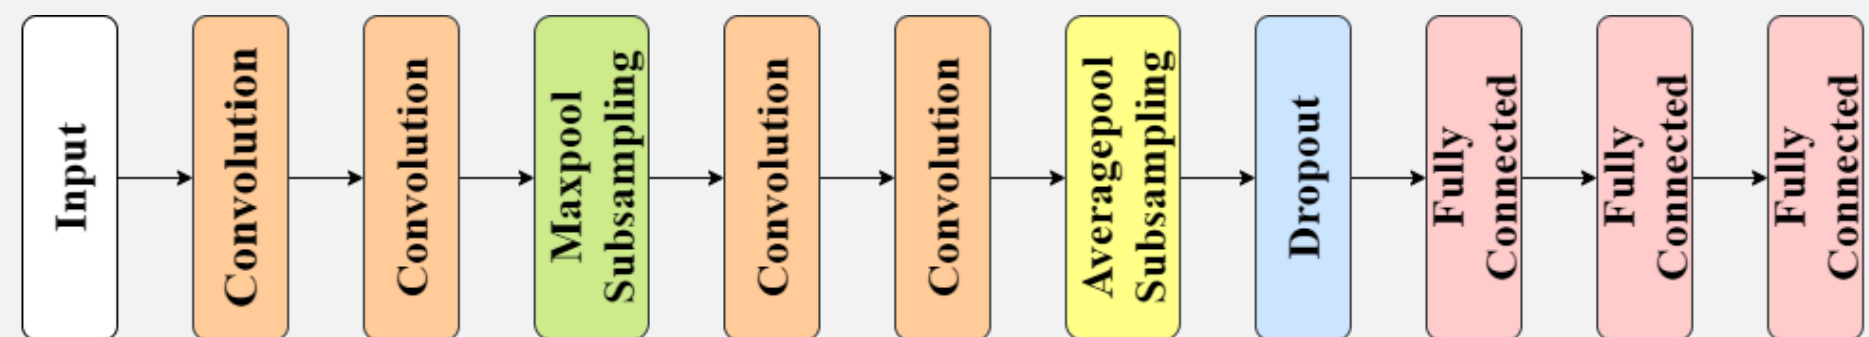 Input
Convolution
Convolution
Maxpool
Subsampling
Convolution
Convolution
Averagepool
Subsampling
Dropout
Fully
Connected
Fully
Connected
Fully
Connected